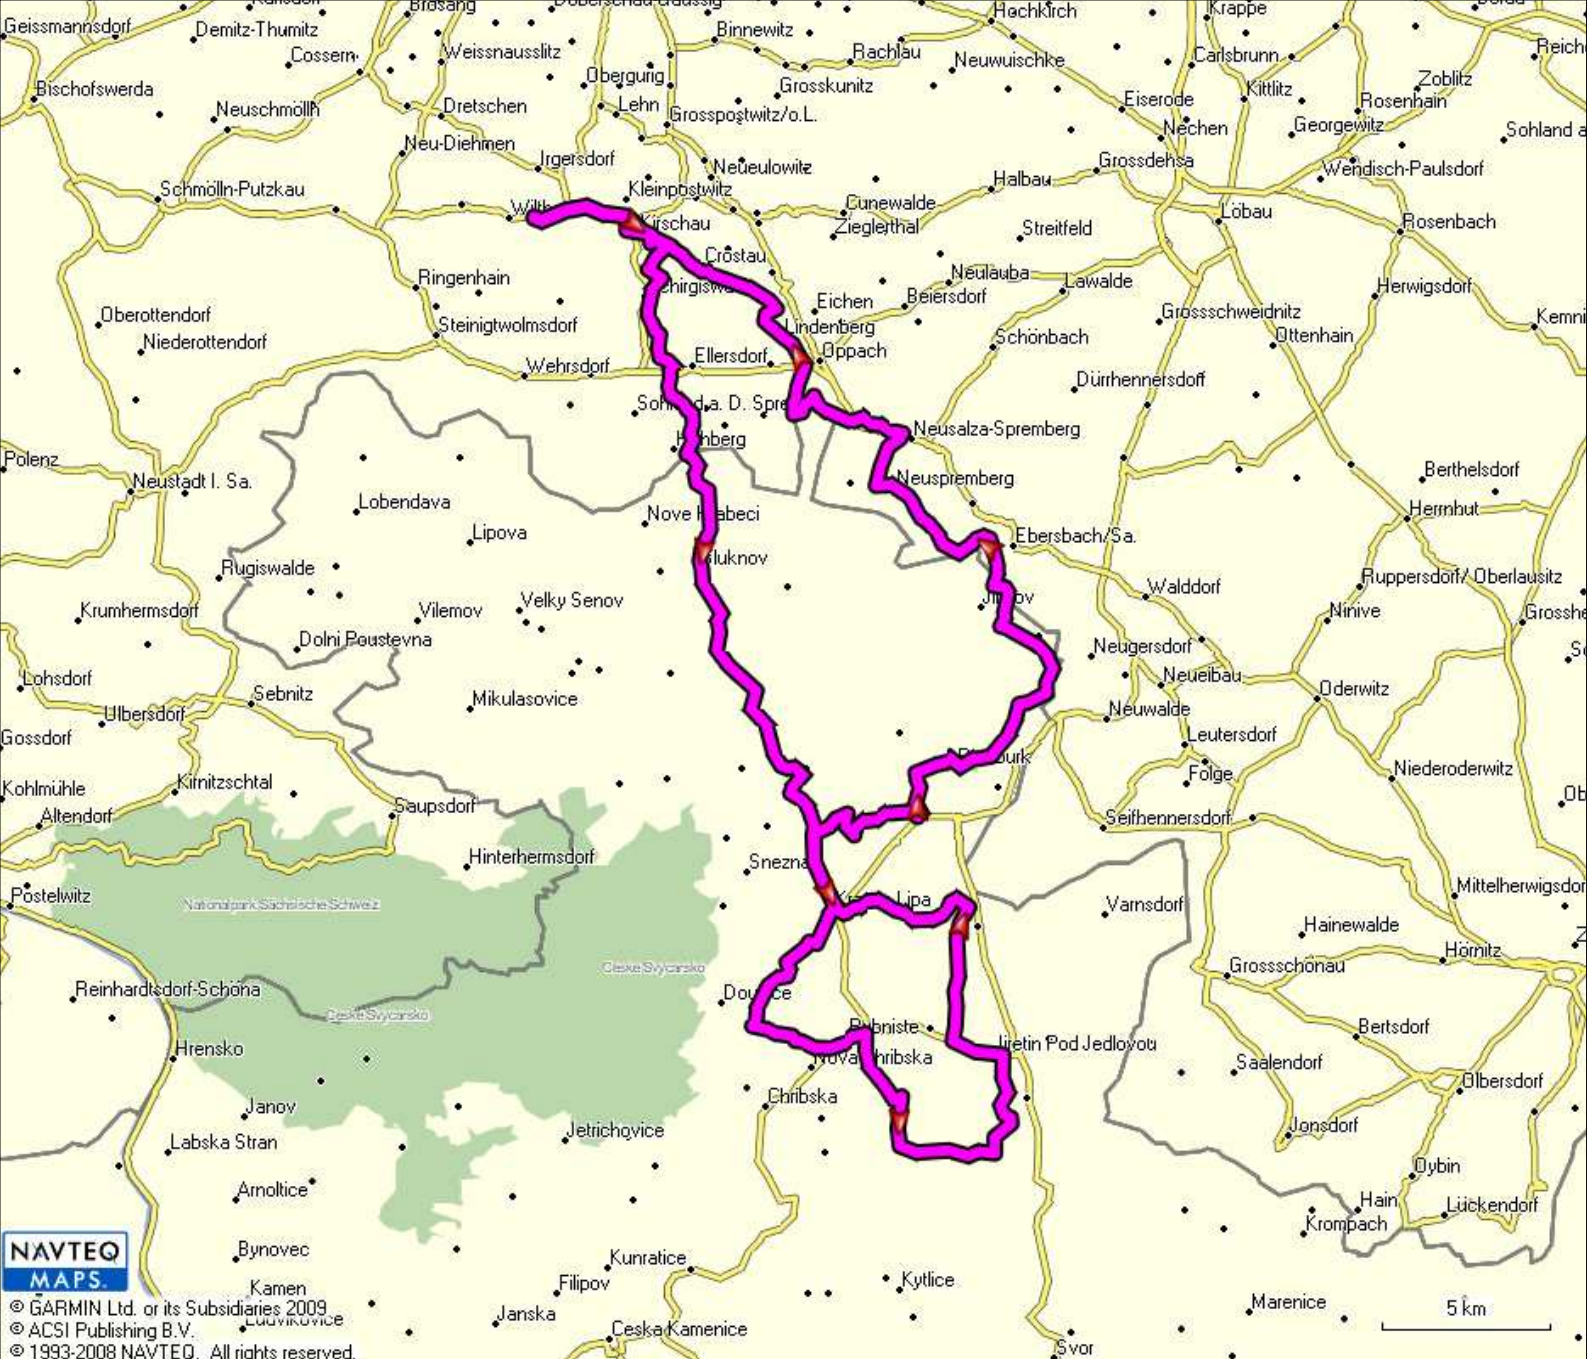 Brosang
Krappe
Hochkirch
Geissmannsdorf
Demitz-Thumitz
Binnewitz
Cossern
Weissnausslitz
Rachlau
Neuwuischke
Carlsbrunn
Obergurig
Bischofswerda
Grosskunitz
Kittlitz
Zoblitz
Neuschmölln
Dretschen
Lehn
Grosspostwitz/o.L.
Eiserode
Rosenhain
Nechen
Georgewitz
Sohland a
Neu-Diehmen
Irgersdorf
Neueulowitz
Grossdehsa
Wendisch-Paulsdorf
Schmölln-Putzkau
Kleinpostwitz
Halbau
Wilth
Kirschau
Cunewalde
Zieglerthal
Streitfeld
Löbau
Rosenbach
Crostau
Ringenhain
Neulauba
Lawalde
Herwigsdorf
Eichen
Beiersdorf
Oberottendorf
Steinigtwolmsdorf
Lindenberg
Grossschweidnitz
Niederottendorf
Schönbach
Ottenhain
Kemni
Wehrsdorf
Ellersdorf
Oppach
Dürrhennersdorf
Neusalza-Spremberg
Polenz
Neustadt I. Sa.
Neuspremberg
Berthelsdorf
Lobendava
Herrnhut
Lipova
Ebersbach/Sa.
Rugiswalde
Walddorf
Ruppersdorf/ Oberlausitz
Krumhermsdorf
Vilemov
Velky Senov
Ninive
Grosshe
Dolni Poustevna
Neugersdorf
Lohsdorf
Sebnitz
Neueibau
Oderwitz
Mikulasovice
Ulbersdorf
Neuwalde
Gossdorf
Leutersdorf
Kirnitzschtal
Folge
Niederoderwitz
Kohlmühle
Altendorf
Saupsdorf
Seifhennersdorf
Hinterhermsdorf
Snezna
Postelwitz
Nationalpark Sächsische Schweiz
Lipa
Varnsdorf
Mittelherwigsdor
Hainewalde
Hörnitz
Ceske Svycarsko
Grossschönau
Reinhardtsdorf-Schöna
Ceske Svycarsko
Rybniste
Bertsdorf
Hrensko
Jiretin Pod Jedlovou
Saalendorf
Olbersdorf
Chribska
Janov
Jonsdorf
Labska Stran
Jetrichovice
Oybin
Arnoltice
Hain
Lückendorf
Krompach
NAVTEQ
MAPS.
Bynovec
Kunratice
Kamen
Filipov
Kytlice
© GARMIN Ltd. or its Subsidiaries 2009
Ludvikovice
Janska
Marenice
5 km
© ACSI Publishing B.V.
Ceska Kamenice
© 1993-2008 NAVTEQ. All rights reserved.
Svor